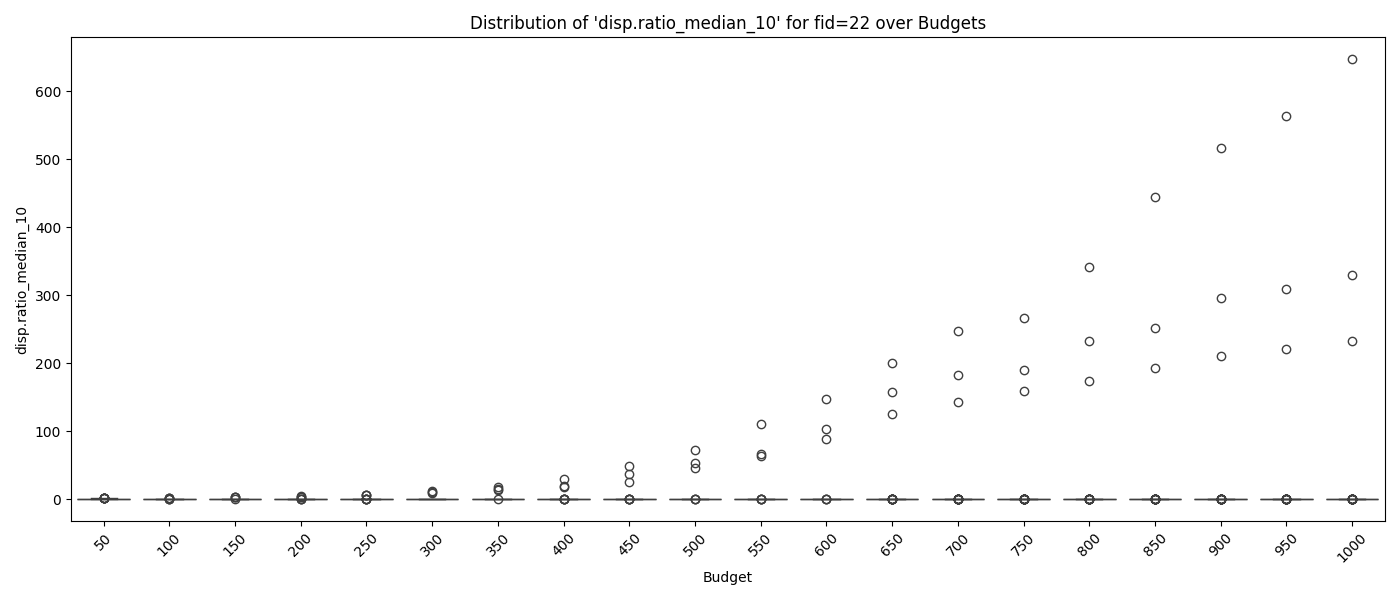 Distribution of 'disp.ratio_median_10' for fid=22 over Budgets
disp.ratio_median_10
600
500
400
300
200
100
0
50 100 150 200 250 300 350 400 450 500 550 600 650 700 750 800 850 900 950 1000
Budget